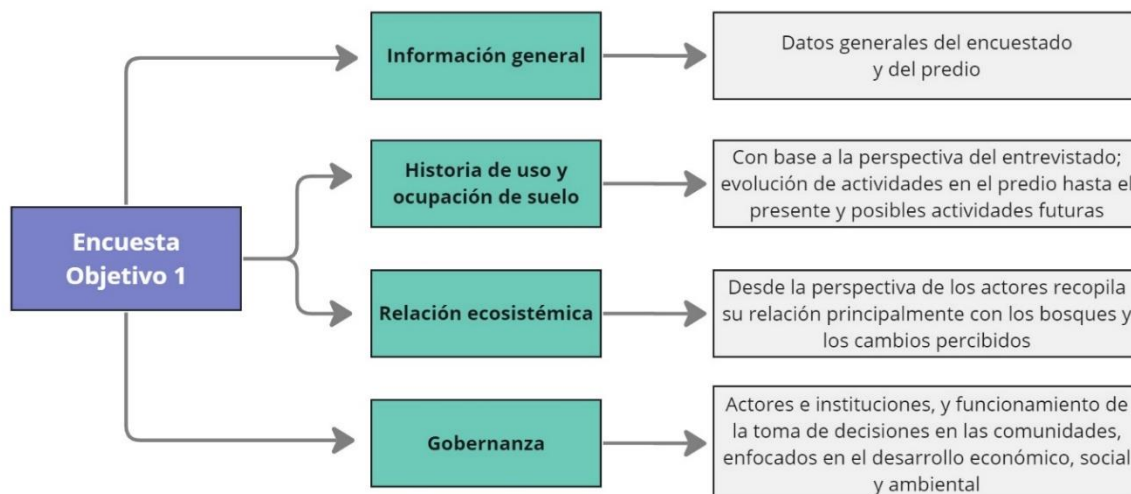 Información general
Datos generales del encuestado
y del predio
Historia de uso y
ocupación de suelo
Con base a la perspectiva del entrevistado;
evolución de actividades en el predio hasta el
presente y posibles actividades futuras
Encuesta
Objetivo 1
Relación ecosistémica
Desde la perspectiva de los actores recopila
su relación principalmente con los bosques y
los cambios percibidos
Gobernanza
Actores e instituciones, y funcionamiento de
la toma de decisiones en las comunidades,
enfocados en el desarrollo económico, social
y ambiental